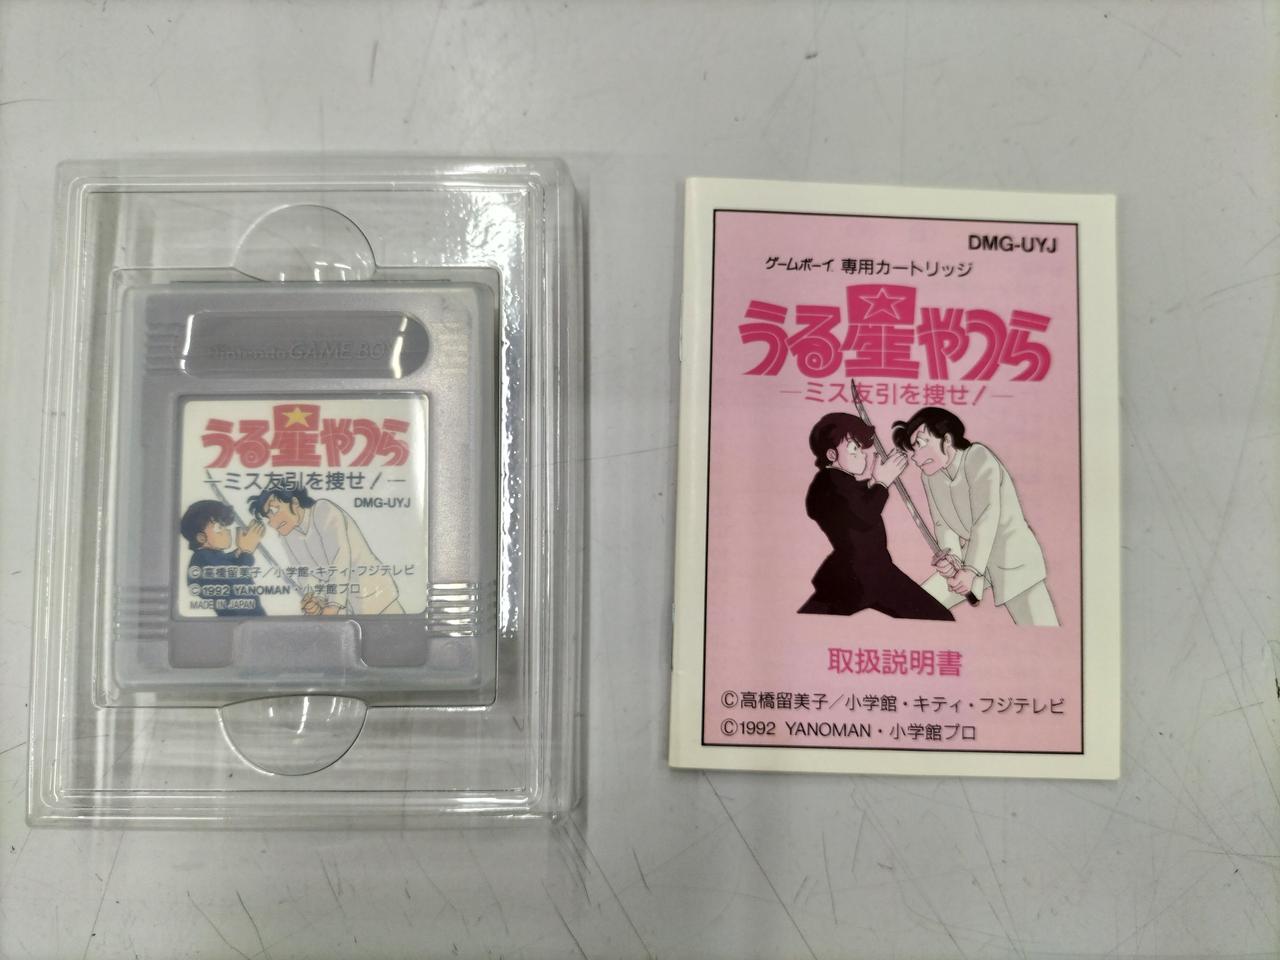 Nintendo GAME BOY
うる星やつら
―ミス友引を捜せ!―
DMG-UYJ
©高橋留美子/小学館・キティ・フジテレビ
©1992 YANOMAN・小学館プロ
MADE IN JAPAN
DMG-UYJ
ゲームボーイ 専用カートリッジ
うる星やつら
―ミス友引を捜せ!―
取扱説明書
©高橋留美子/小学館・キティ・フジテレビ
©1992 YANOMAN・小学館プロ